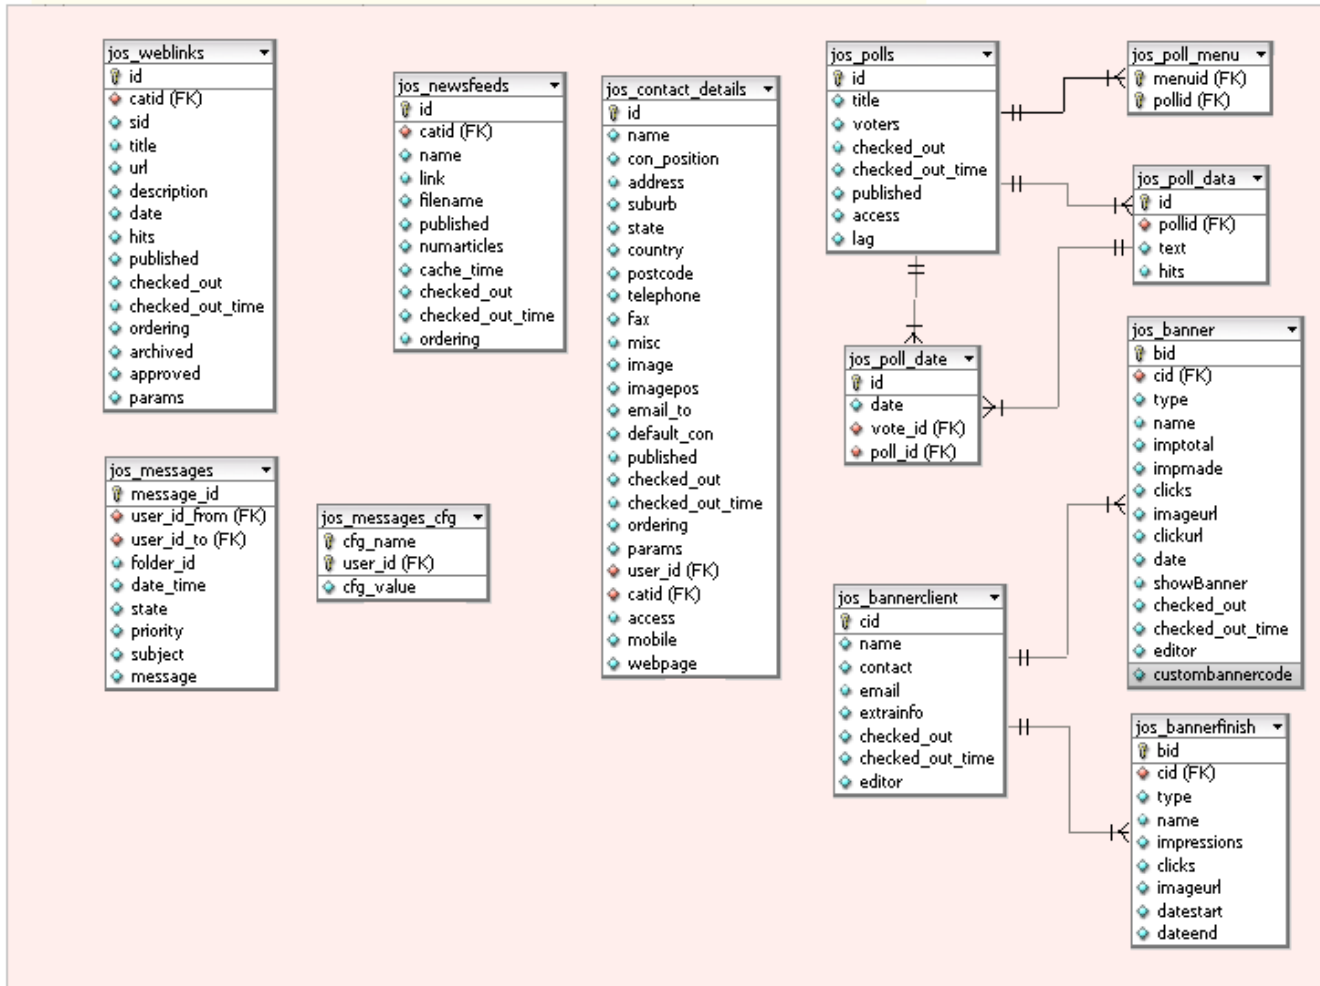 jos_weblinks
id
catid (FK)
sid
title
url
description
date
hits
published
checked_out
checked_out_time
ordering
archived
approved
params
jos_newsfeeds
id
catid (FK)
name
link
filename
published
numarticles
cache_time
checked_out
checked_out_time
ordering
jos_contact_details
id
name
con_position
address
suburb
state
country
postcode
telephone
fax
misc
image
imagepos
email_to
default_con
published
checked_out
checked_out_time
ordering
params
user_id (FK)
catid (FK)
access
mobile
webpage
jos_polls
id
title
voters
checked_out
checked_out_time
published
access
lag
jos_poll_menu
menuid (FK)
pollid (FK)
jos_poll_data
id
pollid (FK)
text
hits
jos_poll_date
id
date
vote_id (FK)
poll_id (FK)
jos_banner
bid
cid (FK)
type
name
imptotal
impmade
clicks
imageurl
clickurl
date
showBanner
checked_out
checked_out_time
editor
custombannercode
jos_messages
message_id
user_id_from (FK)
user_id_to (FK)
folder_id
date_time
state
priority
subject
message
jos_messages_cfg
cfg_name
user_id (FK)
cfg_value
jos_bannerclient
cid
name
contact
email
extrainfo
checked_out
checked_out_time
editor
jos_bannerfinish
bid
cid (FK)
type
name
impressions
clicks
imageurl
datestart
dateend